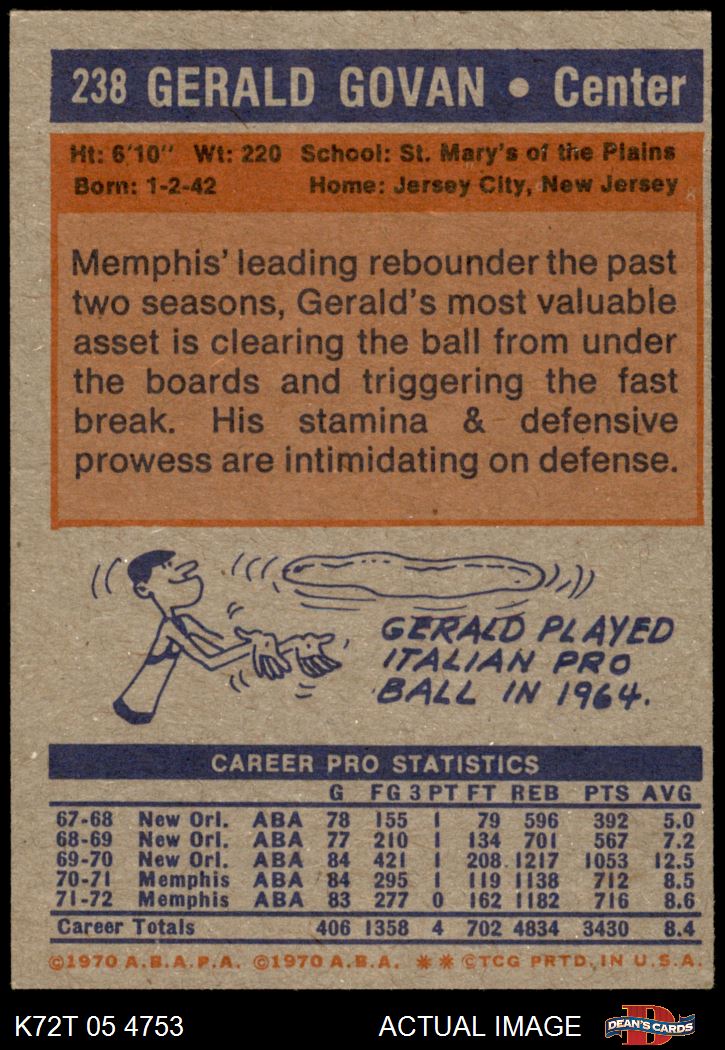 238 GERALD GOVAN • Center
Ht: 6'10" Wt: 220 School: St. Mary's of the Plains
Born: 1-2-42 Home: Jersey City, New Jersey
Memphis' leading rebounder the past
two seasons, Gerald's most valuable
asset is clearing the ball from under
the boards and triggering the fast
break. His stamina & defensive
prowess are intimidating on defense.
GERALD PLAYED
ITALIAN PRO
BALL IN 1964.
CAREER PRO STATISTICS
G FG 3 PT FT REB PTS AVG
67-68 New Orl. ABA 78 155 1 79 596 392 5.0
68-69 New Orl. ABA 77 210 1 134 701 567 7.2
69-70 New Orl. ABA 84 421 1 208 1217 1053 12.5
70-71 Memphis ABA 84 295 1 119 1138 712 8.5
71-72 Memphis ABA 83 277 0 162 1182 716 8.6
Career Totals 406 1358 4 702 4834 3430 8.4
©1970 A.B.A.P.A. ©1970 A.B.A. ** ©TCG PRTD. IN U.S.A.
K72T 05 4753 ACTUAL IMAGE D DEAN'S CARDS